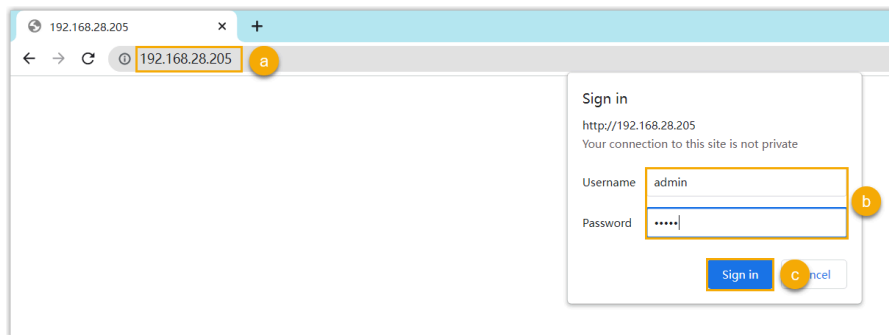 192.168.28.205
192.168.28.205 a
Sign in
http://192.168.28.205
Your connection to this site is not private
Username admin
b
Password •••••
Sign in c ncel